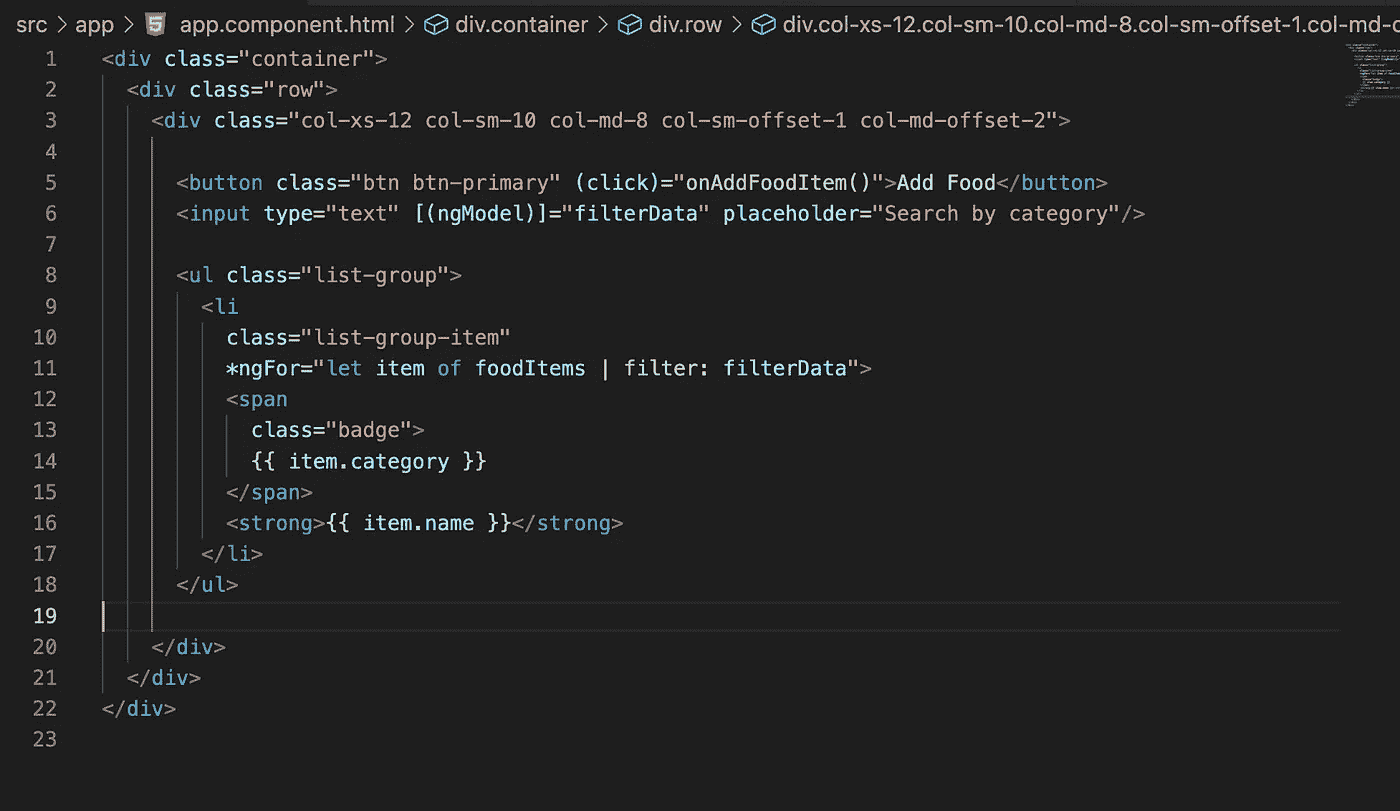 src > app > app.component.html > div.container > div.row > div.col-xs-12.col-sm-10.col-md-8.col-sm-offset-1.col-md-o
1 <div class="container">
2 <div class="row">
3 <div class="col-xs-12 col-sm-10 col-md-8 col-sm-offset-1 col-md-offset-2">
4
5 <button class="btn btn-primary" (click)="onAddFoodItem()">Add Food</button>
6 <input type="text" [(ngModel)]="filterData" placeholder="Search by category"/>
7
8 <ul class="list-group">
9 <li
10 class="list-group-item"
11 *ngFor="let item of foodItems | filter: filterData">
12 <span
13 class="badge">
14 {{ item.category }}
15 </span>
16 <strong>{{ item.name }}</strong>
17 </li>
18 </ul>
19
20 </div>
21 </div>
22 </div>
23